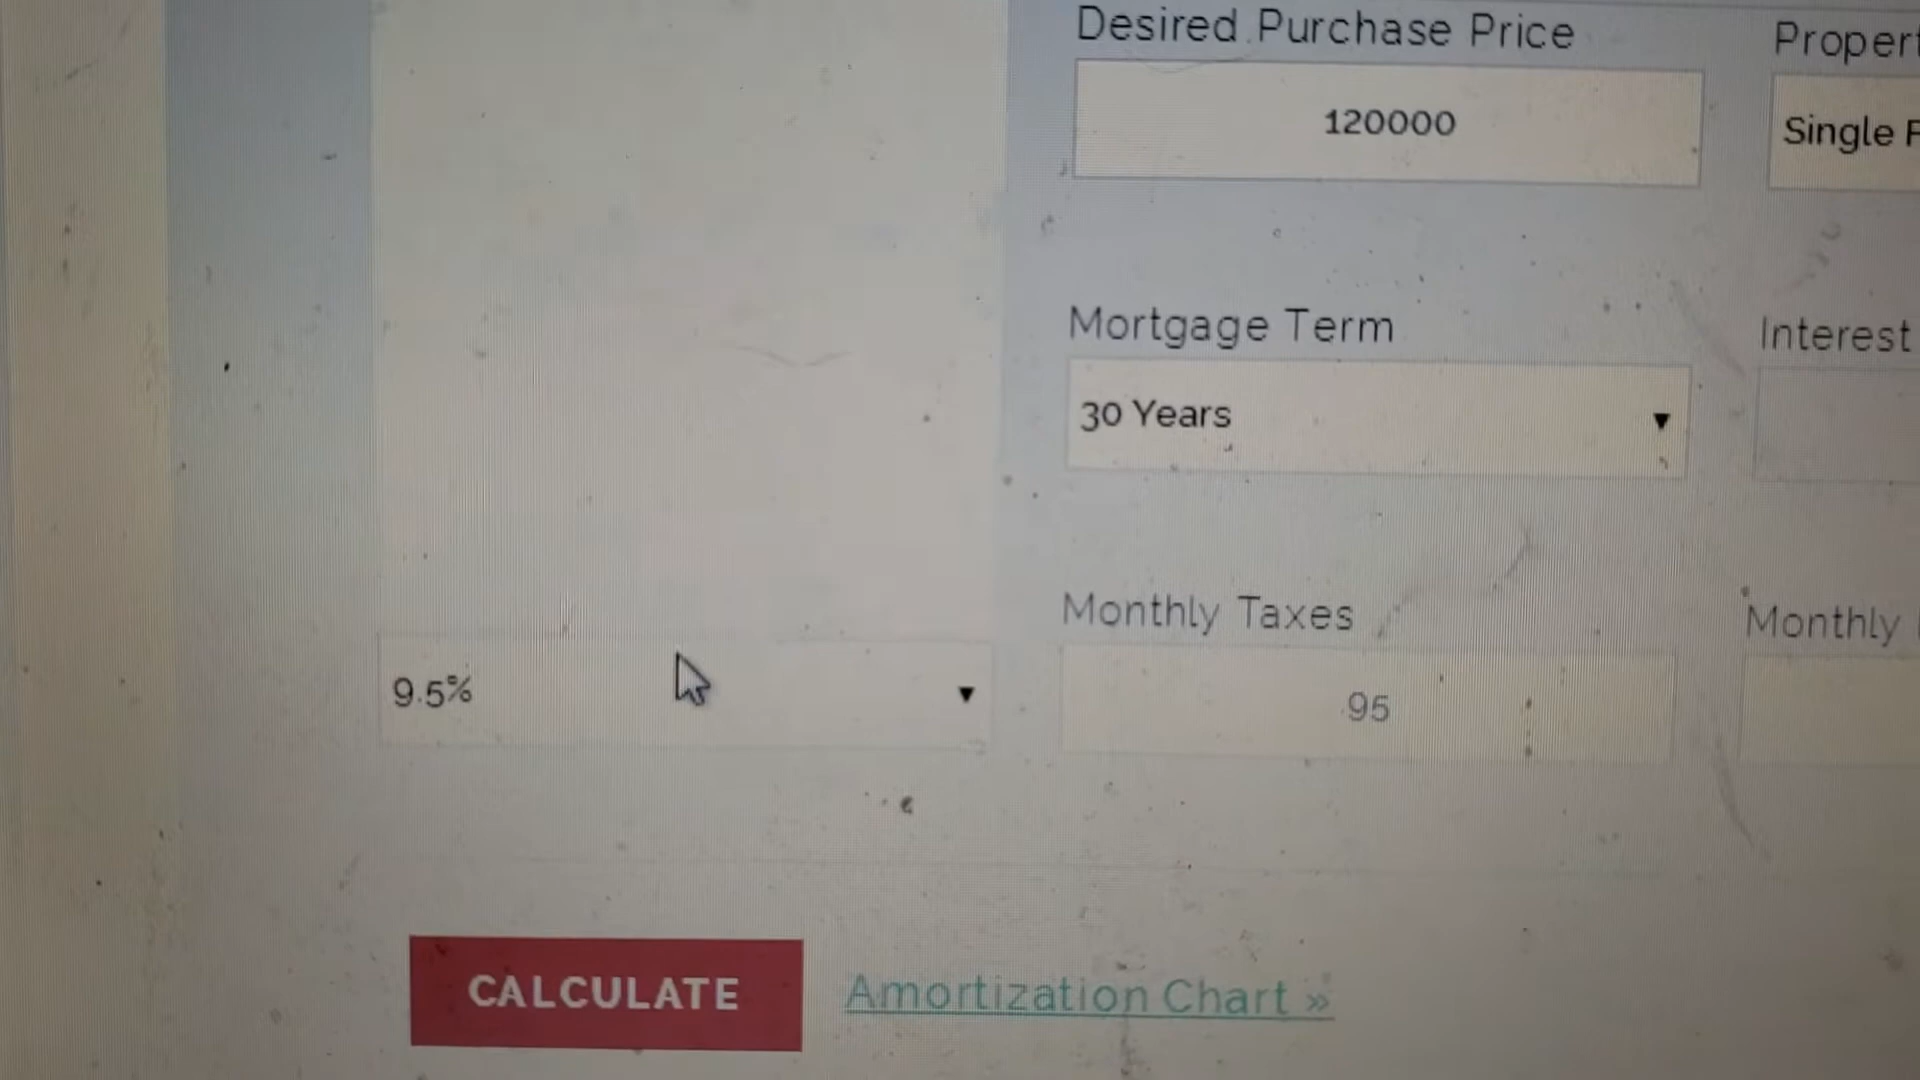 Desired Purchase Price
Propert
120000
Single F
Mortgage Term
Interest
30 Years
Monthly Taxes
Monthly
9.5%
95
CALCULATE
Amortization Chart »